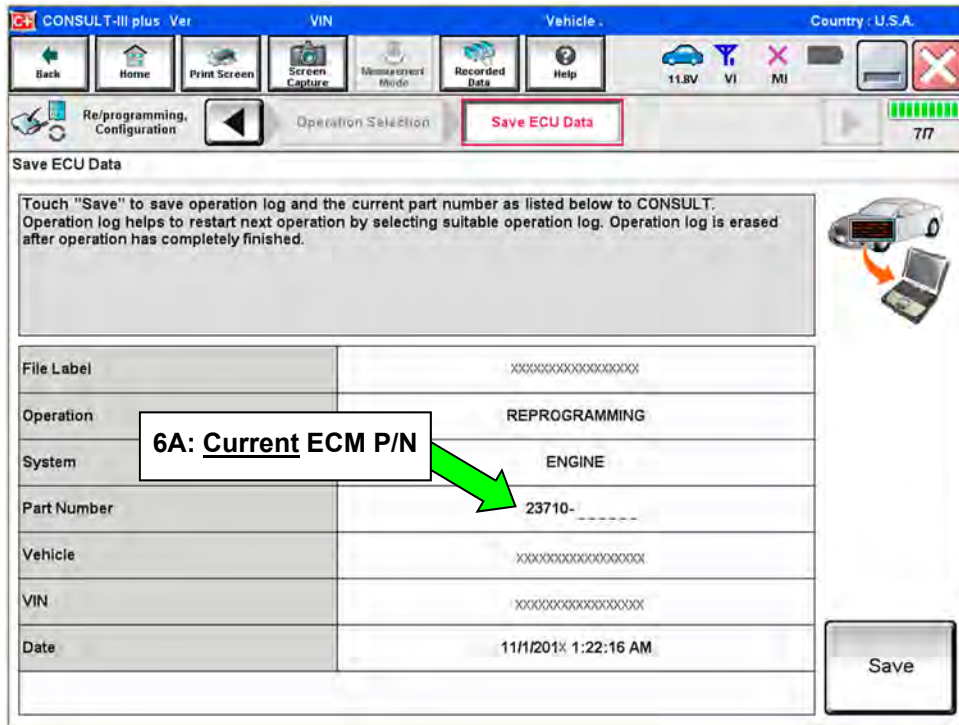 C+ CONSULT-III plus Ver VIN Vehicle . Country : U.S.A.
Back
Home
Print Screen
Screen
Capture
Measurement
Mode
Recorded
Data
Help
11.8V
VI
MI
Re/programming,
Configuration
Operation Selection
Save ECU Data
7/7
Save ECU Data
Touch "Save" to save operation log and the current part number as listed below to CONSULT.
Operation log helps to restart next operation by selecting suitable operation log. Operation log is erased
after operation has completely finished.
File Label XXXXXXXXXXXXXXXXX
Operation REPROGRAMMING
6A: Current ECM P/N
System ENGINE
Part Number 23710-_ _ _ _ _ _
Vehicle XXXXXXXXXXXXXXXXX
VIN XXXXXXXXXXXXXXXXX
Date 11/1/201X 1:22:16 AM
Save